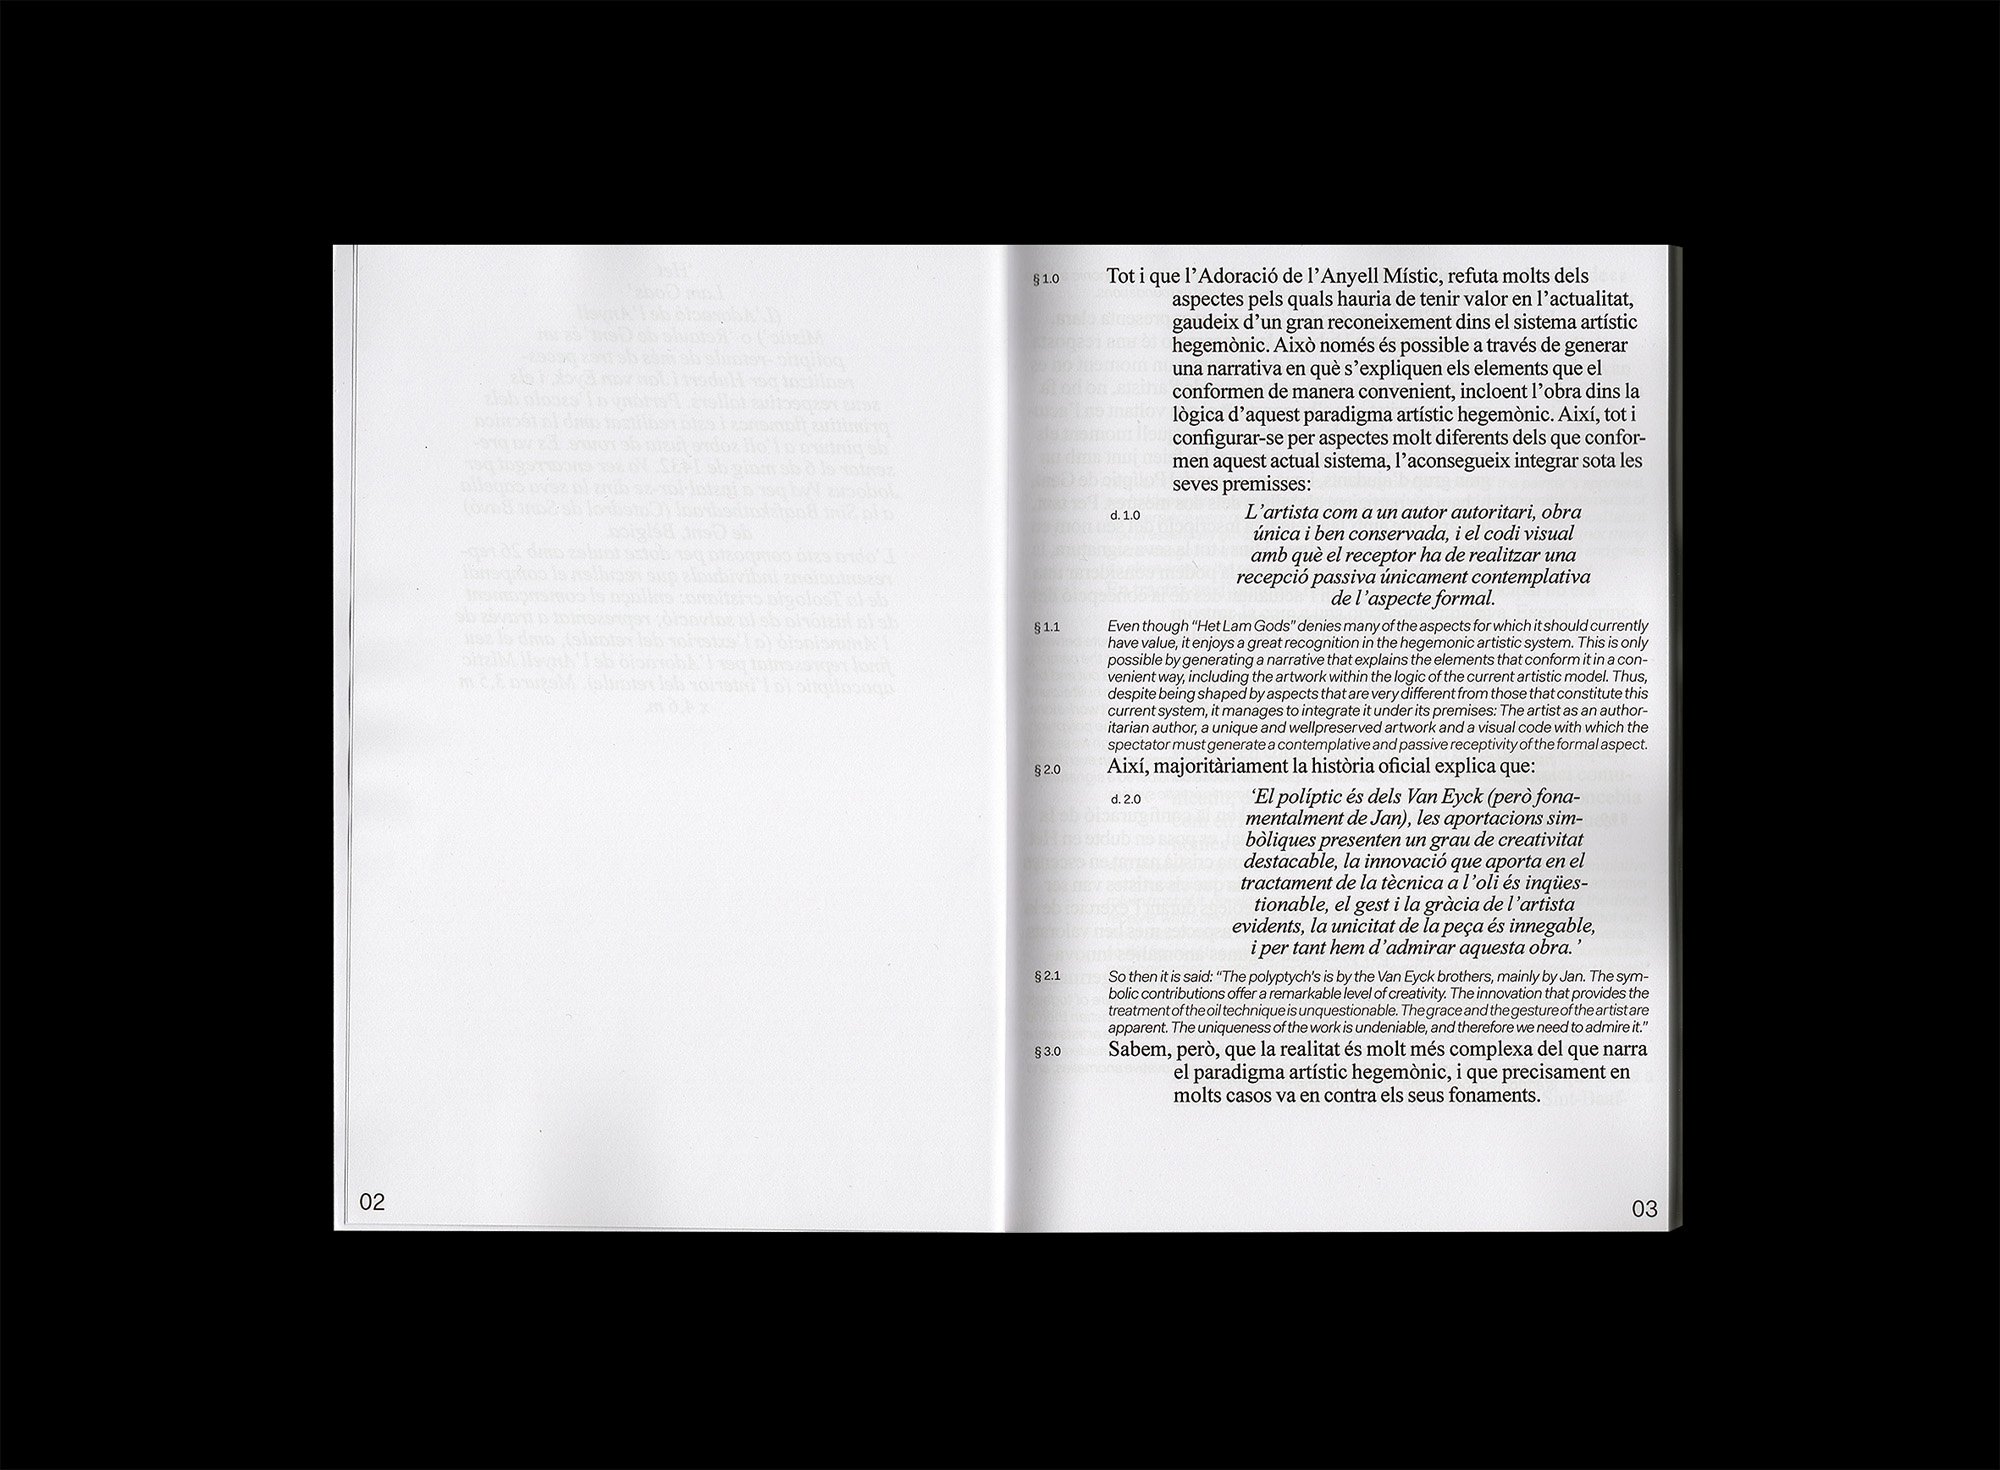 § 1.0
Tot i que l’Adoració de l’Anyell Místic, refuta molts dels
aspectes pels quals hauria de tenir valor en l’actualitat,
gaudeix d’un gran reconeixement dins el sistema artístic
hegemònic. Això només és possible a través de generar
una narrativa en què s’expliquen els elements que el
conformen de manera convenient, incloent l’obra dins la
lògica d’aquest paradigma artístic hegemònic. Així, tot i
configurar-se per aspectes molt diferents dels que confor-
men aquest actual sistema, l’aconsegueix integrar sota les
seves premisses:
d. 1.0
L’artista com a un autor autoritari, obra
única i ben conservada, i el codi visual
amb què el receptor ha de realitzar una
recepció passiva únicament contemplativa
de l’aspecte formal.
§ 1.1
Even though “Het Lam Gods” denies many of the aspects for which it should currently
have value, it enjoys a great recognition in the hegemonic artistic system. This is only
possible by generating a narrative that explains the elements that conform it in a con-
venient way, including the artwork within the logic of the current artistic model. Thus,
despite being shaped by aspects that are very different from those that constitute this
current system, it manages to integrate it under its premises: The artist as an author-
itarian author, a unique and wellpreserved artwork and a visual code with which the
spectator must generate a contemplative and passive receptivity of the formal aspect.
§ 2.0
Així, majoritàriament la història oficial explica que:
d. 2.0
‘El políptic és dels Van Eyck (però fona-
mentalment de Jan), les aportacions sim-
bòliques presenten un grau de creativitat
destacable, la innovació que aporta en el
tractament de la tècnica a l’oli és inqües-
tionable, el gest i la gràcia de l’artista
evidents, la unicitat de la peça és innegable,
i per tant hem d’admirar aquesta obra.’
§ 2.1
So then it is said: “The polyptych's is by the Van Eyck brothers, mainly by Jan. The sym-
bolic contributions offer a remarkable level of creativity. The innovation that provides the
treatment of the oil technique is unquestionable. The grace and the gesture of the artist are
apparent. The uniqueness of the work is undeniable, and therefore we need to admire it.”
§ 3.0
Sabem, però, que la realitat és molt més complexa del que narra
el paradigma artístic hegemònic, i que precisament en
molts casos va en contra els seus fonaments.
02
03